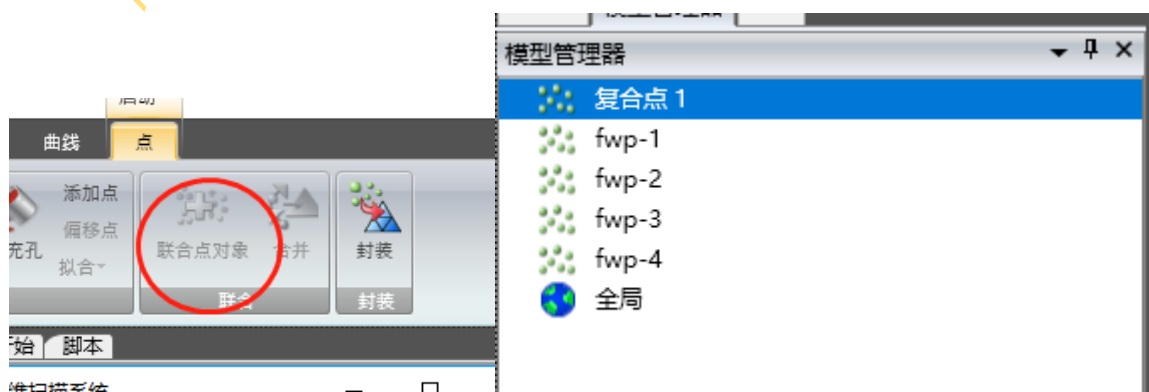 曲线 点
添加点
偏移点
充孔
拟合
联合点对象 合并 封装
联合 封装
脚本
模型管理器
复合点 1
fwp-1
fwp-2
fwp-3
fwp-4
全局